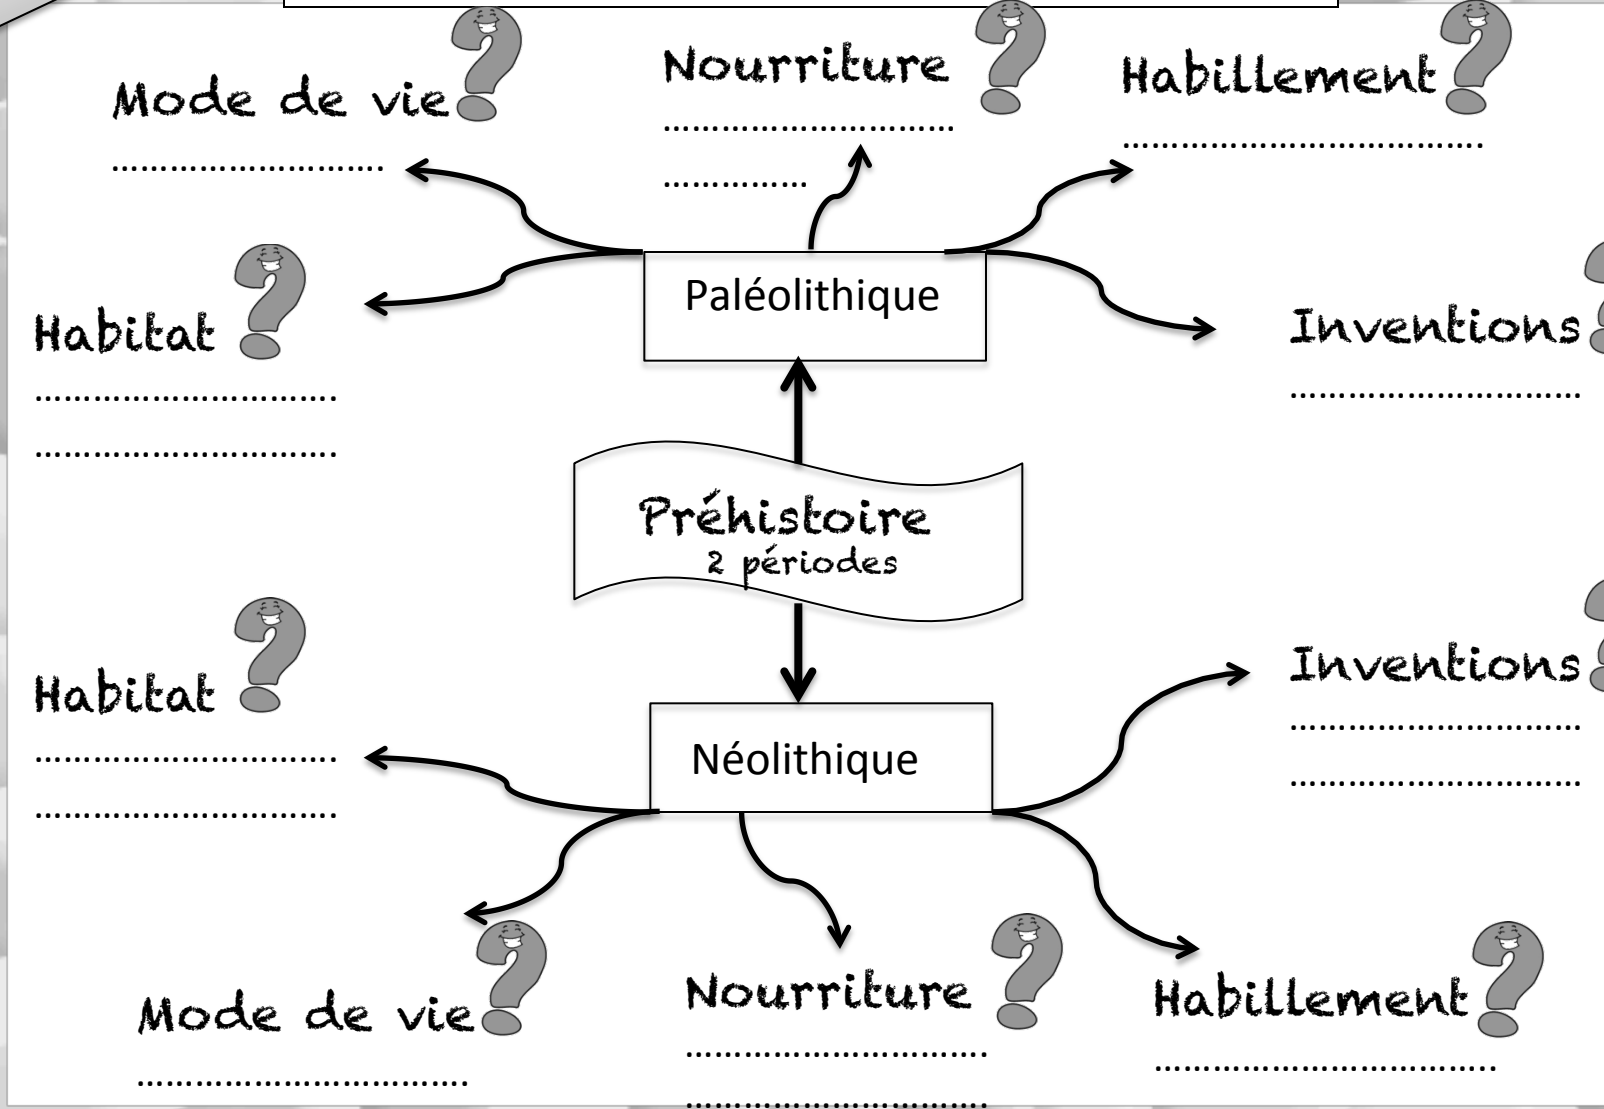 Mode de vie
...........................
Nourriture
.............................
..............
Habillement
....................................
Habitat
..............................
..............................
Paléolithique
Inventions
.............................
Préhistoire
2 périodes
Habitat
..............................
..............................
Néolithique
Inventions
.............................
.............................
Mode de vie
.................................
Nourriture
..............................
..............................
Habillement
..................................